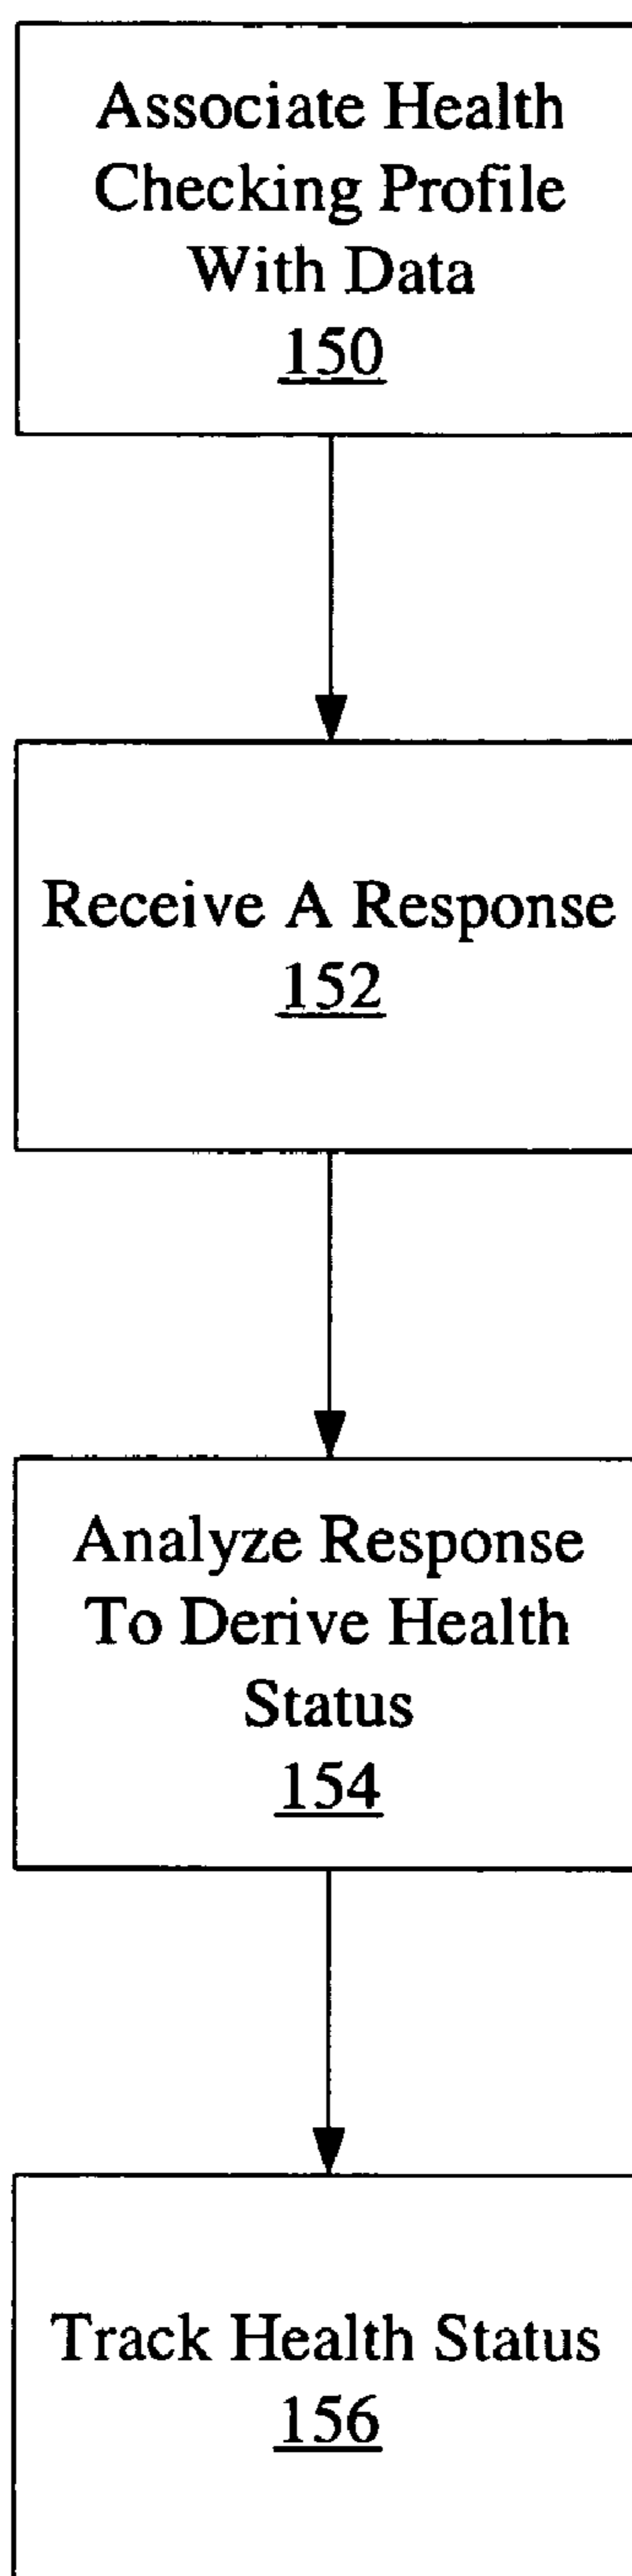 Associate Health
Checking Profile
With Data
150
Receive A Response
152
Analyze Response
To Derive Health
Status
154
Track Health Status
156